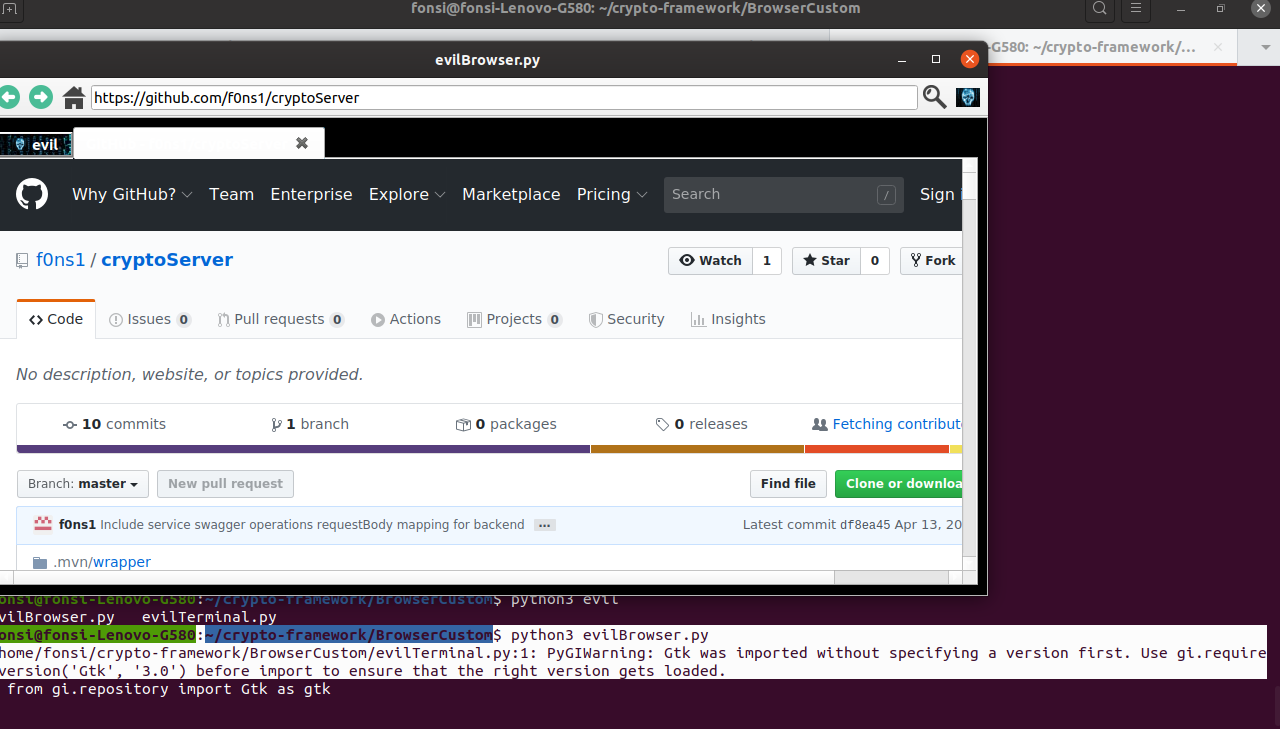 fonsi@fonsi-Lenovo-G580: ~/crypto-framework/BrowserCustom
-G580: ~/crypto-framework/...
evilBrowser.py
https://github.com/f0ns1/cryptoServer
evil
Why GitHub? Team Enterprise Explore Marketplace Pricing Search / Sign i
f0ns1 / cryptoServer
Watch 1 Star 0 Fork
Code Issues 0 Pull requests 0 Actions Projects 0 Security Insights
No description, website, or topics provided.
10 commits 1 branch 0 packages 0 releases Fetching contribut
Branch: master New pull request Find file Clone or downloa
f0ns1 Include service swagger operations requestBody mapping for backend ... Latest commit df8ea45 Apr 13, 20
.mvn/wrapper
onsi@fonsi-Lenovo-G580:~/crypto-framework/BrowserCustom$ python3 evil
vilBrowser.py evilTerminal.py
onsi@fonsi-Lenovo-G580:~/crypto-framework/BrowserCustom$ python3 evilBrowser.py
home/fonsi/crypto-framework/BrowserCustom/evilTerminal.py:1: PyGIWarning: Gtk was imported without specifying a version first. Use gi.require
version('Gtk', '3.0') before import to ensure that the right version gets loaded.
from gi.repository import Gtk as gtk